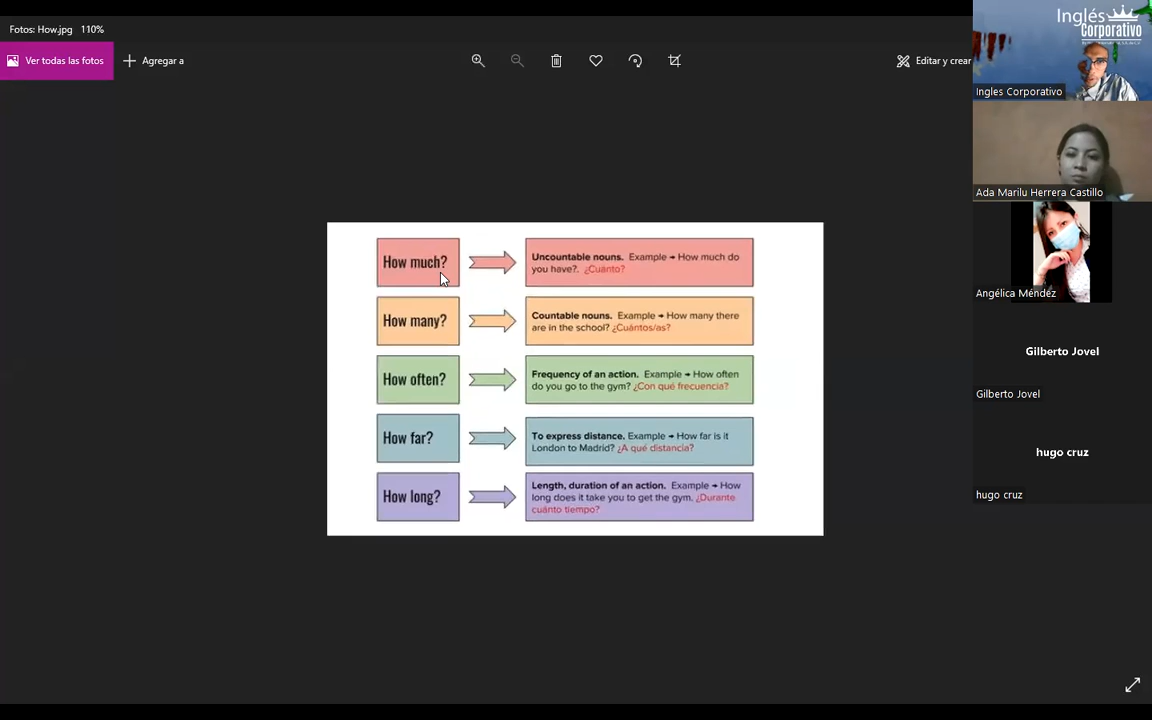 Fotos: How.jpg 110%
Ver todas las fotos
Agregar a
Editar y crear
Inglés
Corporativo
Ingles Corporativo
Ada Marilu Herrera Castillo
Angélica Méndez
Gilberto Jovel
Gilberto Jovel
hugo cruz
hugo cruz
How much?
Uncountable nouns. Example → How much do
you have?. ¿Cuánto?
How many?
Countable nouns. Example → How many there
are in the school? ¿Cuántos/as?
How often?
Frequency of an action. Example → How often
do you go to the gym? ¿Con qué frecuencia?
How far?
To express distance. Example → How far is it
London to Madrid? ¿A qué distancia?
How long?
Length, duration of an action. Example → How
long does it take you to get the gym. ¿Durante
cuánto tiempo?